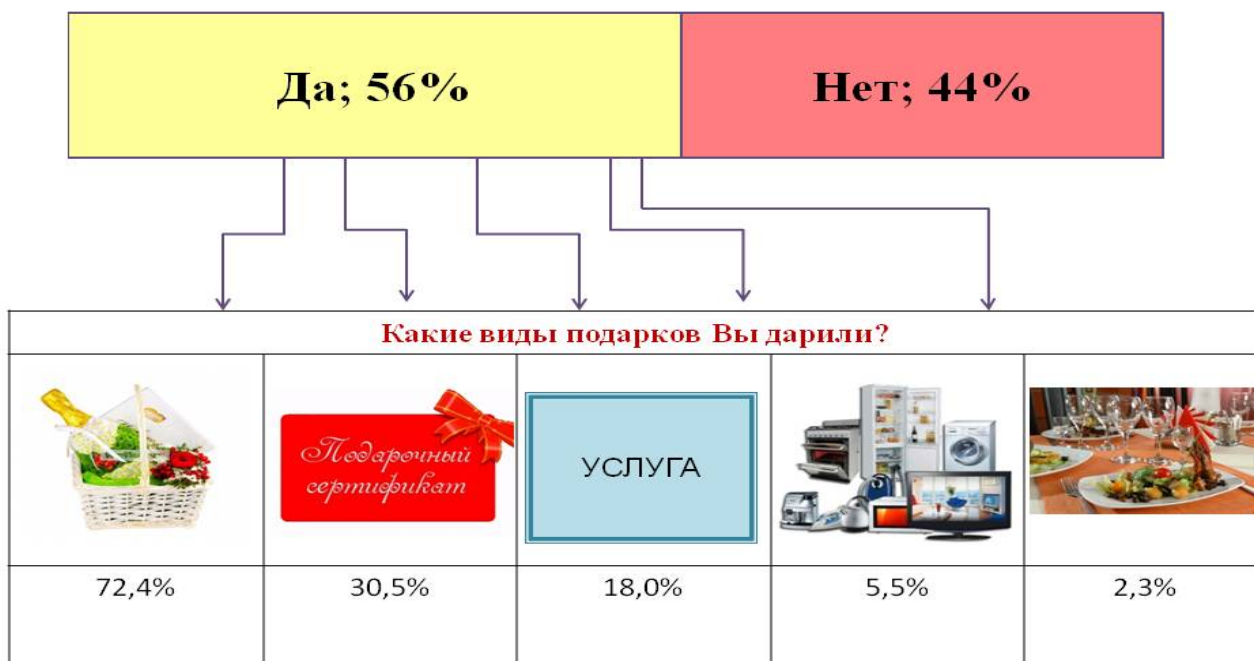 Да; 56%
Нет; 44%
Какие виды подарков Вы дарили?
Подарочный
сертификат
УСЛУГА
72,4%
30,5%
18,0%
5,5%
2,3%